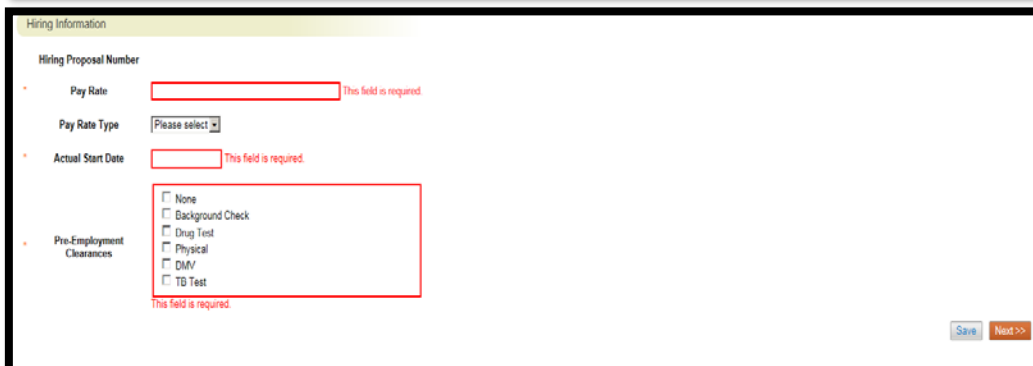 Hiring Information
Hiring Proposal Number
* Pay Rate This field is required.
Pay Rate Type Please select
* Actual Start Date This field is required.
None
Background Check
Drug Test
* Pre-Employment
Clearances
Physical
DMV
TB Test
This field is required.
Save Next >>